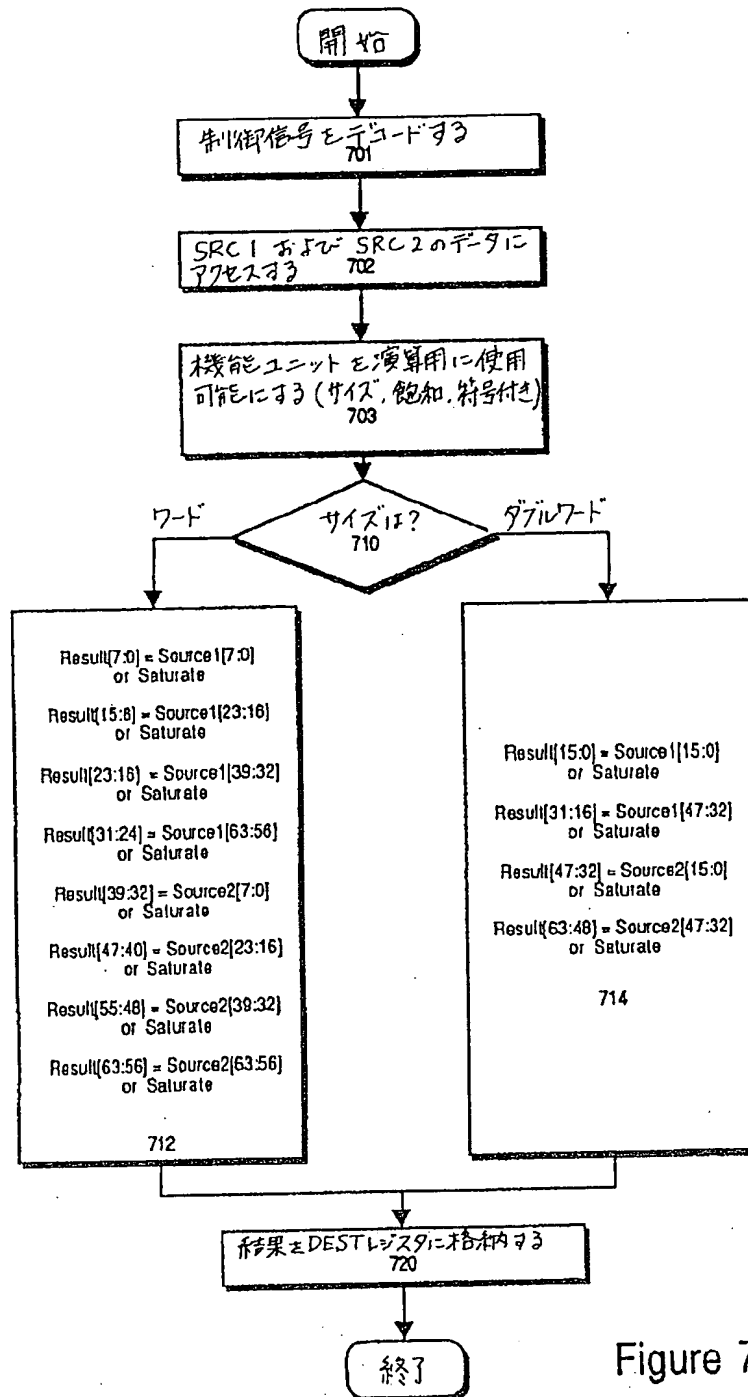 開始
制御信号をデコードする
701
SRC1 および SRC2のデータに
アクセスする 702
機能ユニットを演算用に使用
可能にする(サイズ,飽和,符号付き)
703
ワード
サイズは?
710
ダブルワード
Result[7:0] = Source1[7:0]
or Saturate
Result[15:8] = Source1[23:16]
or Saturate
Result[23:16] = Source1[39:32]
or Saturate
Result[31:24] = Source1[63:56]
or Saturate
Result[39:32] = Source2[7:0]
or Saturate
Result[47:40] = Source2[23:16]
or Saturate
Result[55:48] = Source2[39:32]
or Saturate
Result[63:56] = Source2[63:56]
or Saturate
712
Result[15:0] = Source1[15:0]
or Saturate
Result[31:16] = Source1[47:32]
or Saturate
Result[47:32] = Source2[15:0]
or Saturate
Result[63:48] = Source2[47:32]
or Saturate
714
結果をDESTレジスタに格納する
720
終了
Figure 7